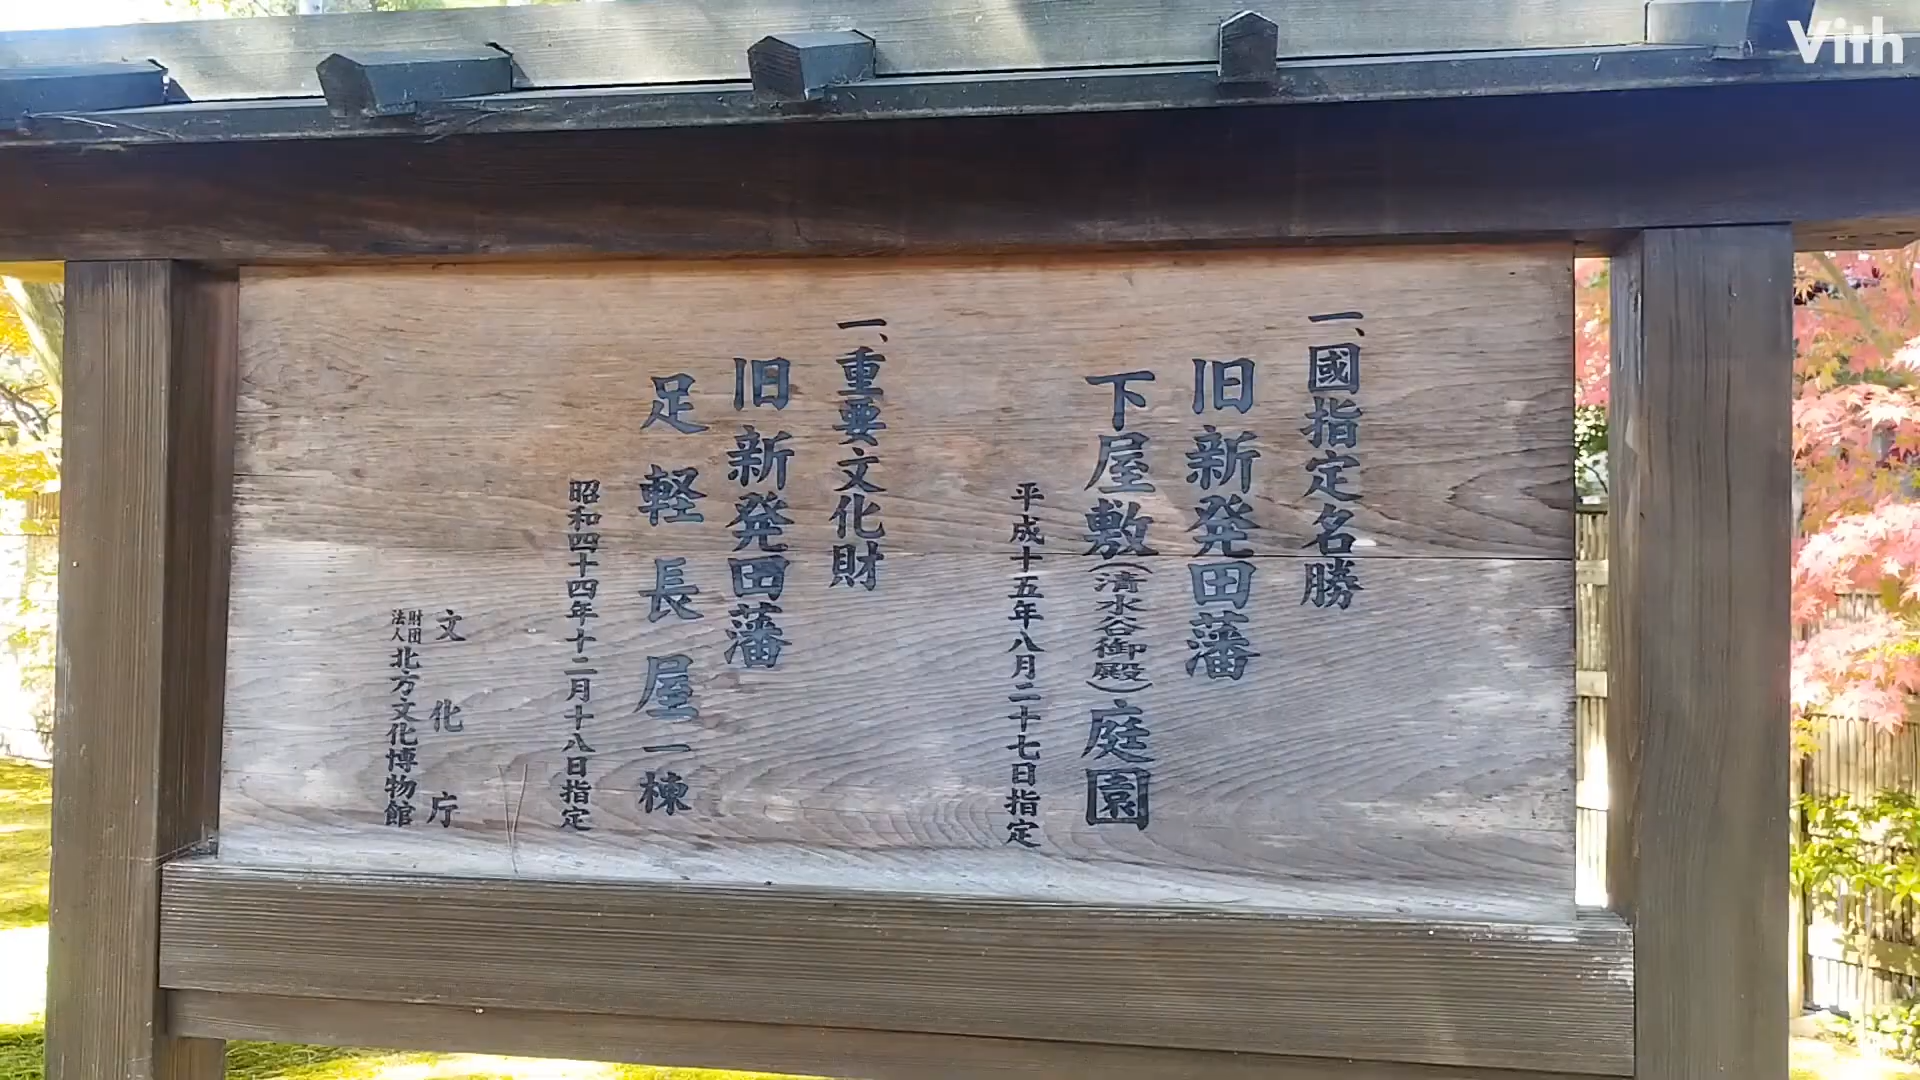 一、國指定名勝
旧新発田藩
下屋敷(清水谷御殿)庭園
平成十五年八月二十七日指定
一、重要文化財
旧新発田藩
足軽長屋一棟
昭和四十四年十二月十八日指定
文化庁
財団法人北方文化博物館
Vith